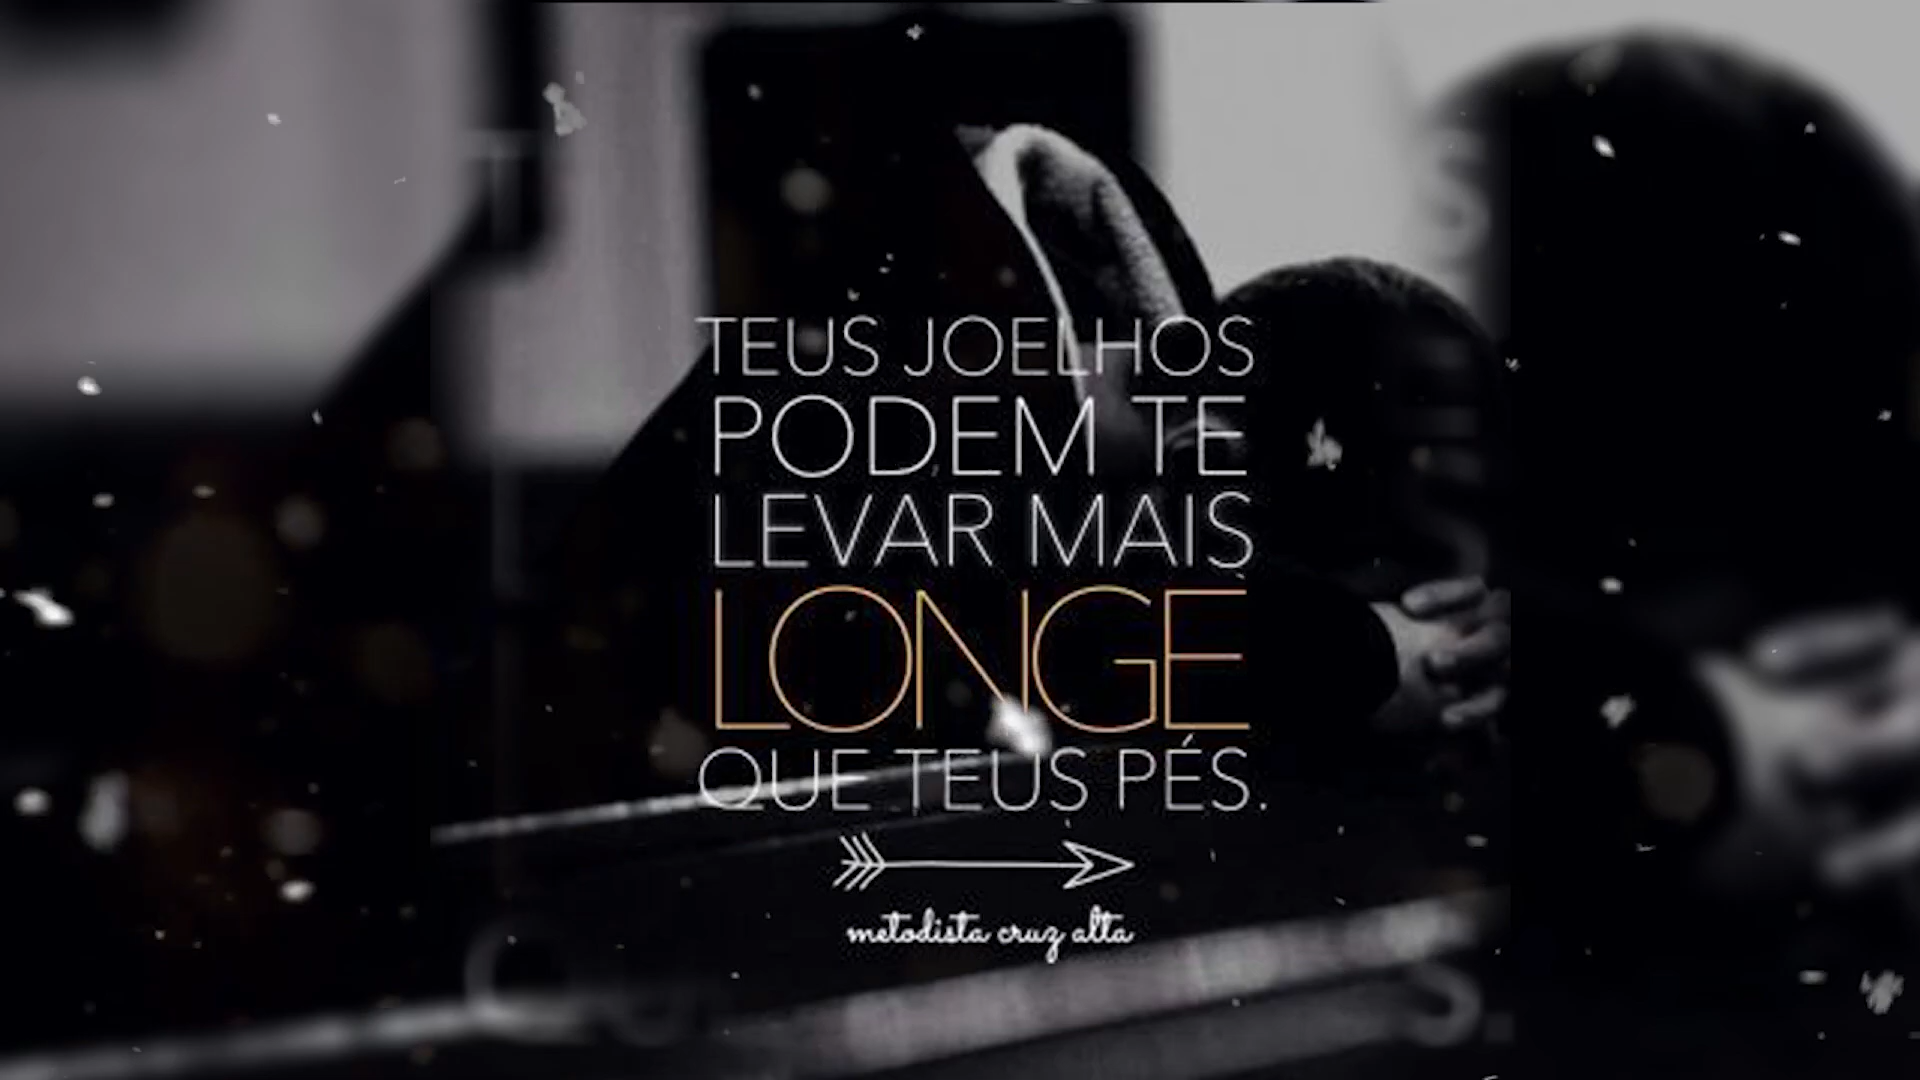 TEUS JOELHOS
PODEM TE
LEVAR MAIS
LONGE
QUE TEUS PÉS.
metodista cruz alta